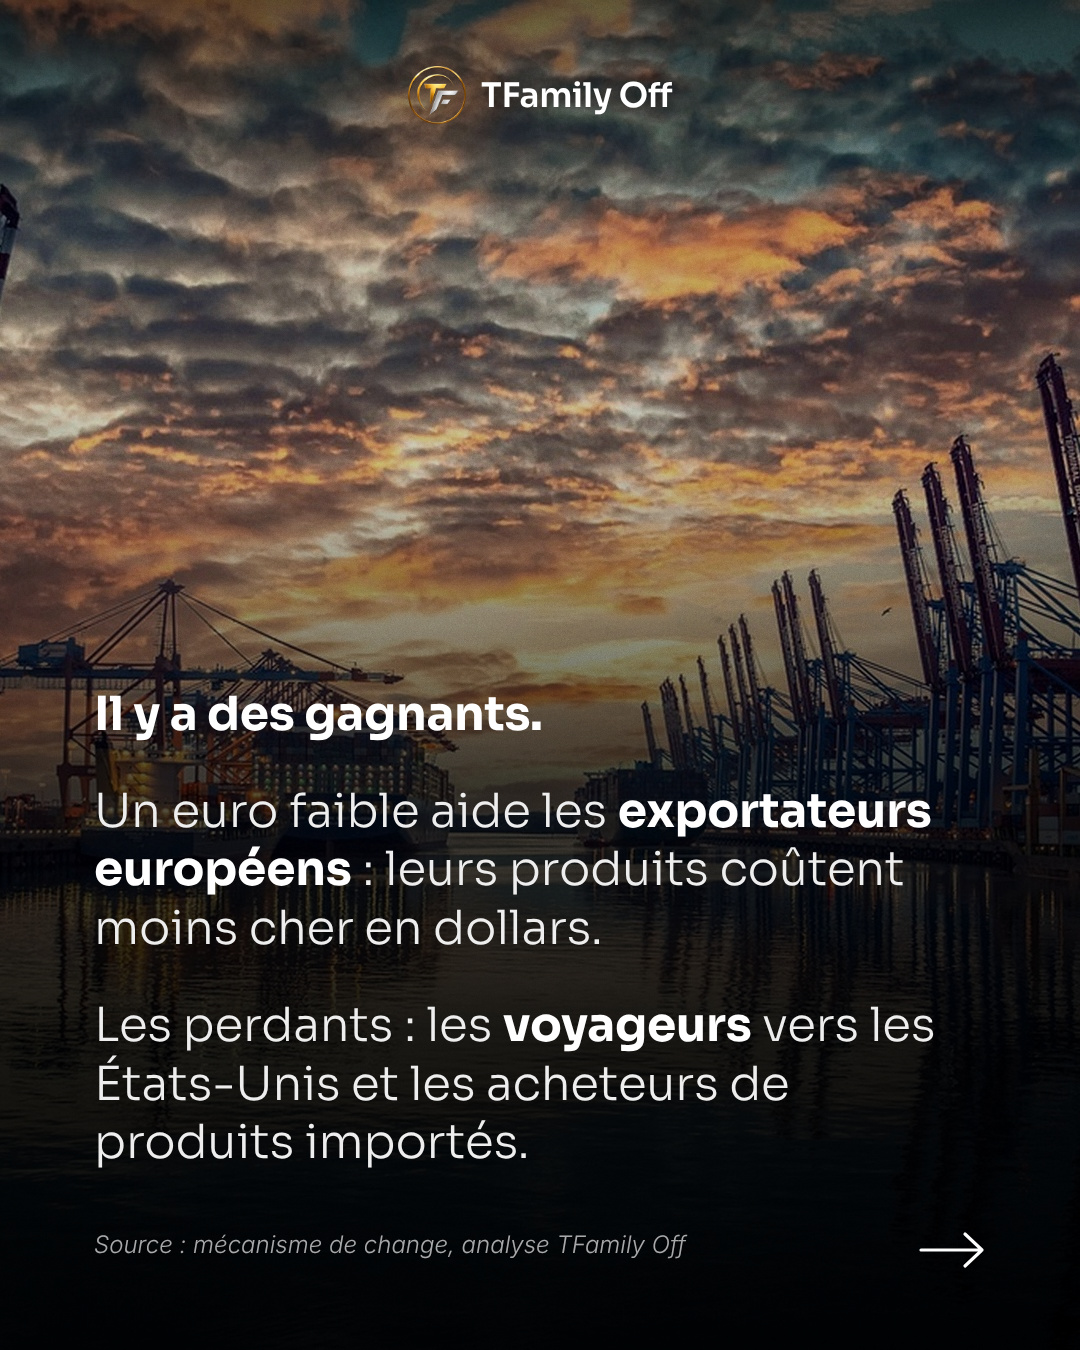 TFamily Off
Il y a des gagnants.
Un euro faible aide les exportateurs
européens : leurs produits coûtent
moins cher en dollars.
Les perdants : les voyageurs vers les
États-Unis et les acheteurs de
produits importés.
Source : mécanisme de change, analyse TFamily Off